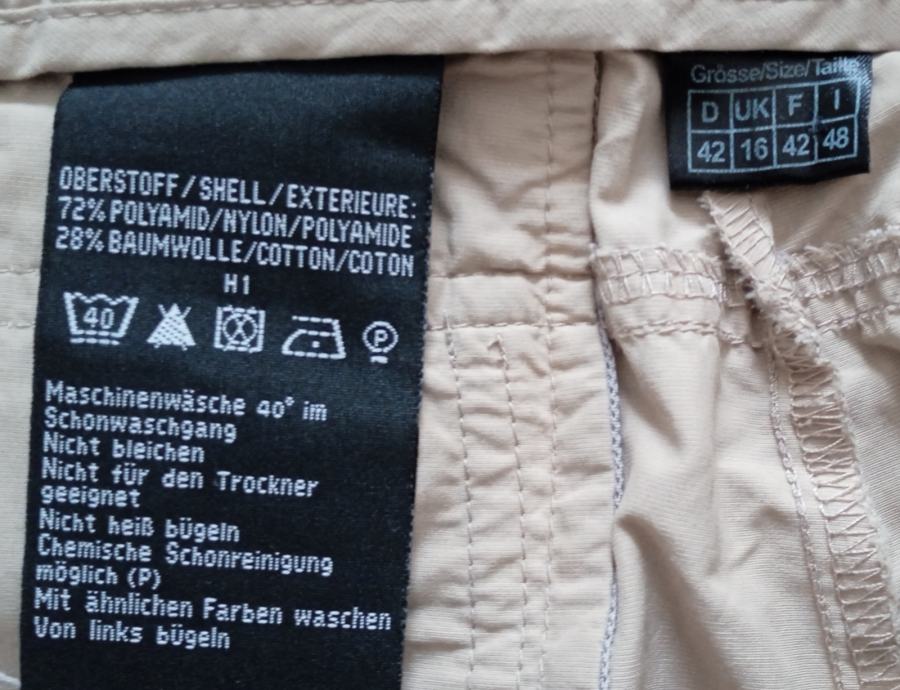 OBERSTOFF/SHELL/EXTERIEURE:
72% POLYAMID/NYLON/POLYAMIDE
28% BAUMWOLLE/COTTON/COTON
H1
40
P
Maschinenwäsche 40° im
Schonwaschgang
Nicht bleichen
Nicht für den Trockner
geeignet
Nicht heiß bügeln
Chemische Schonreinigung
möglich (P)
Mit ähnlichen Farben waschen
Von links bügeln
Grösse/Size/Taille
D UK F I
42 16 42 48